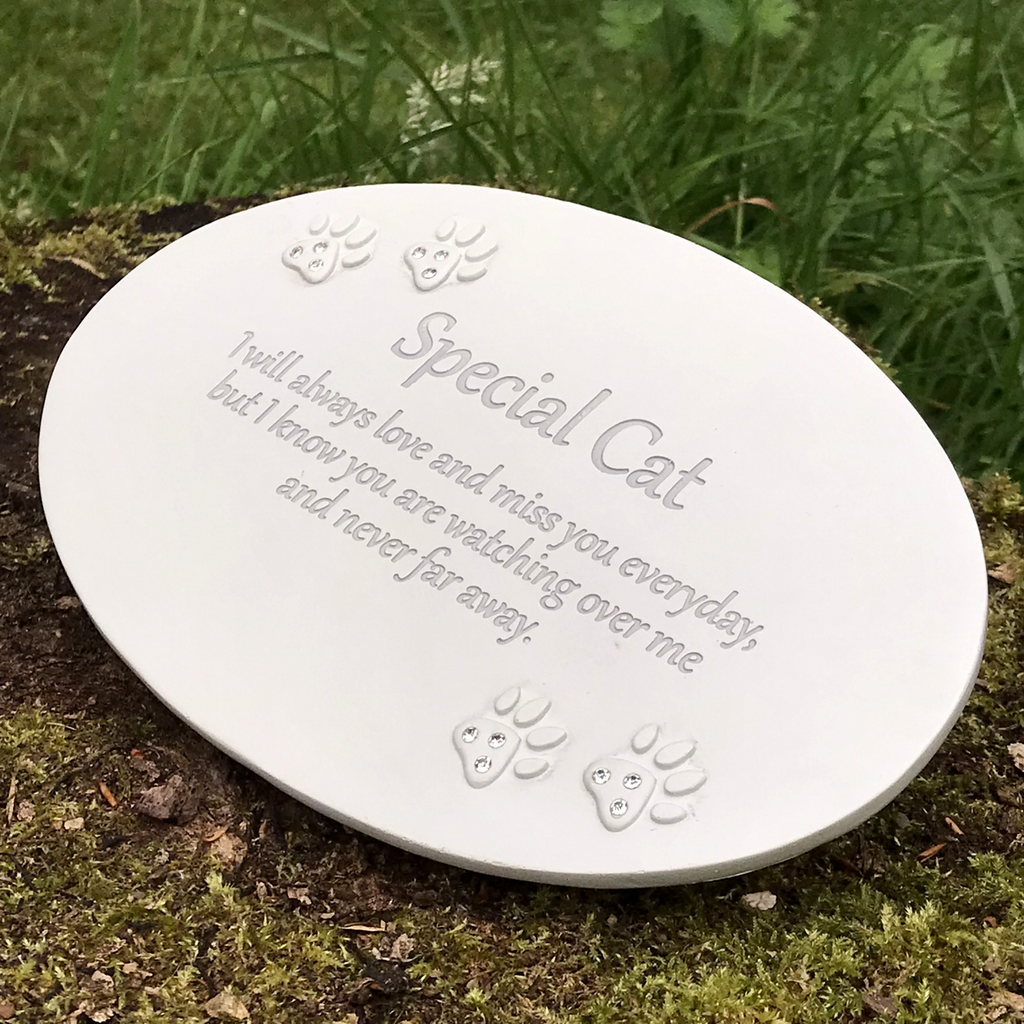 Special Cat
I will always love and miss you everyday,
but I know you are watching over me
and never far away.